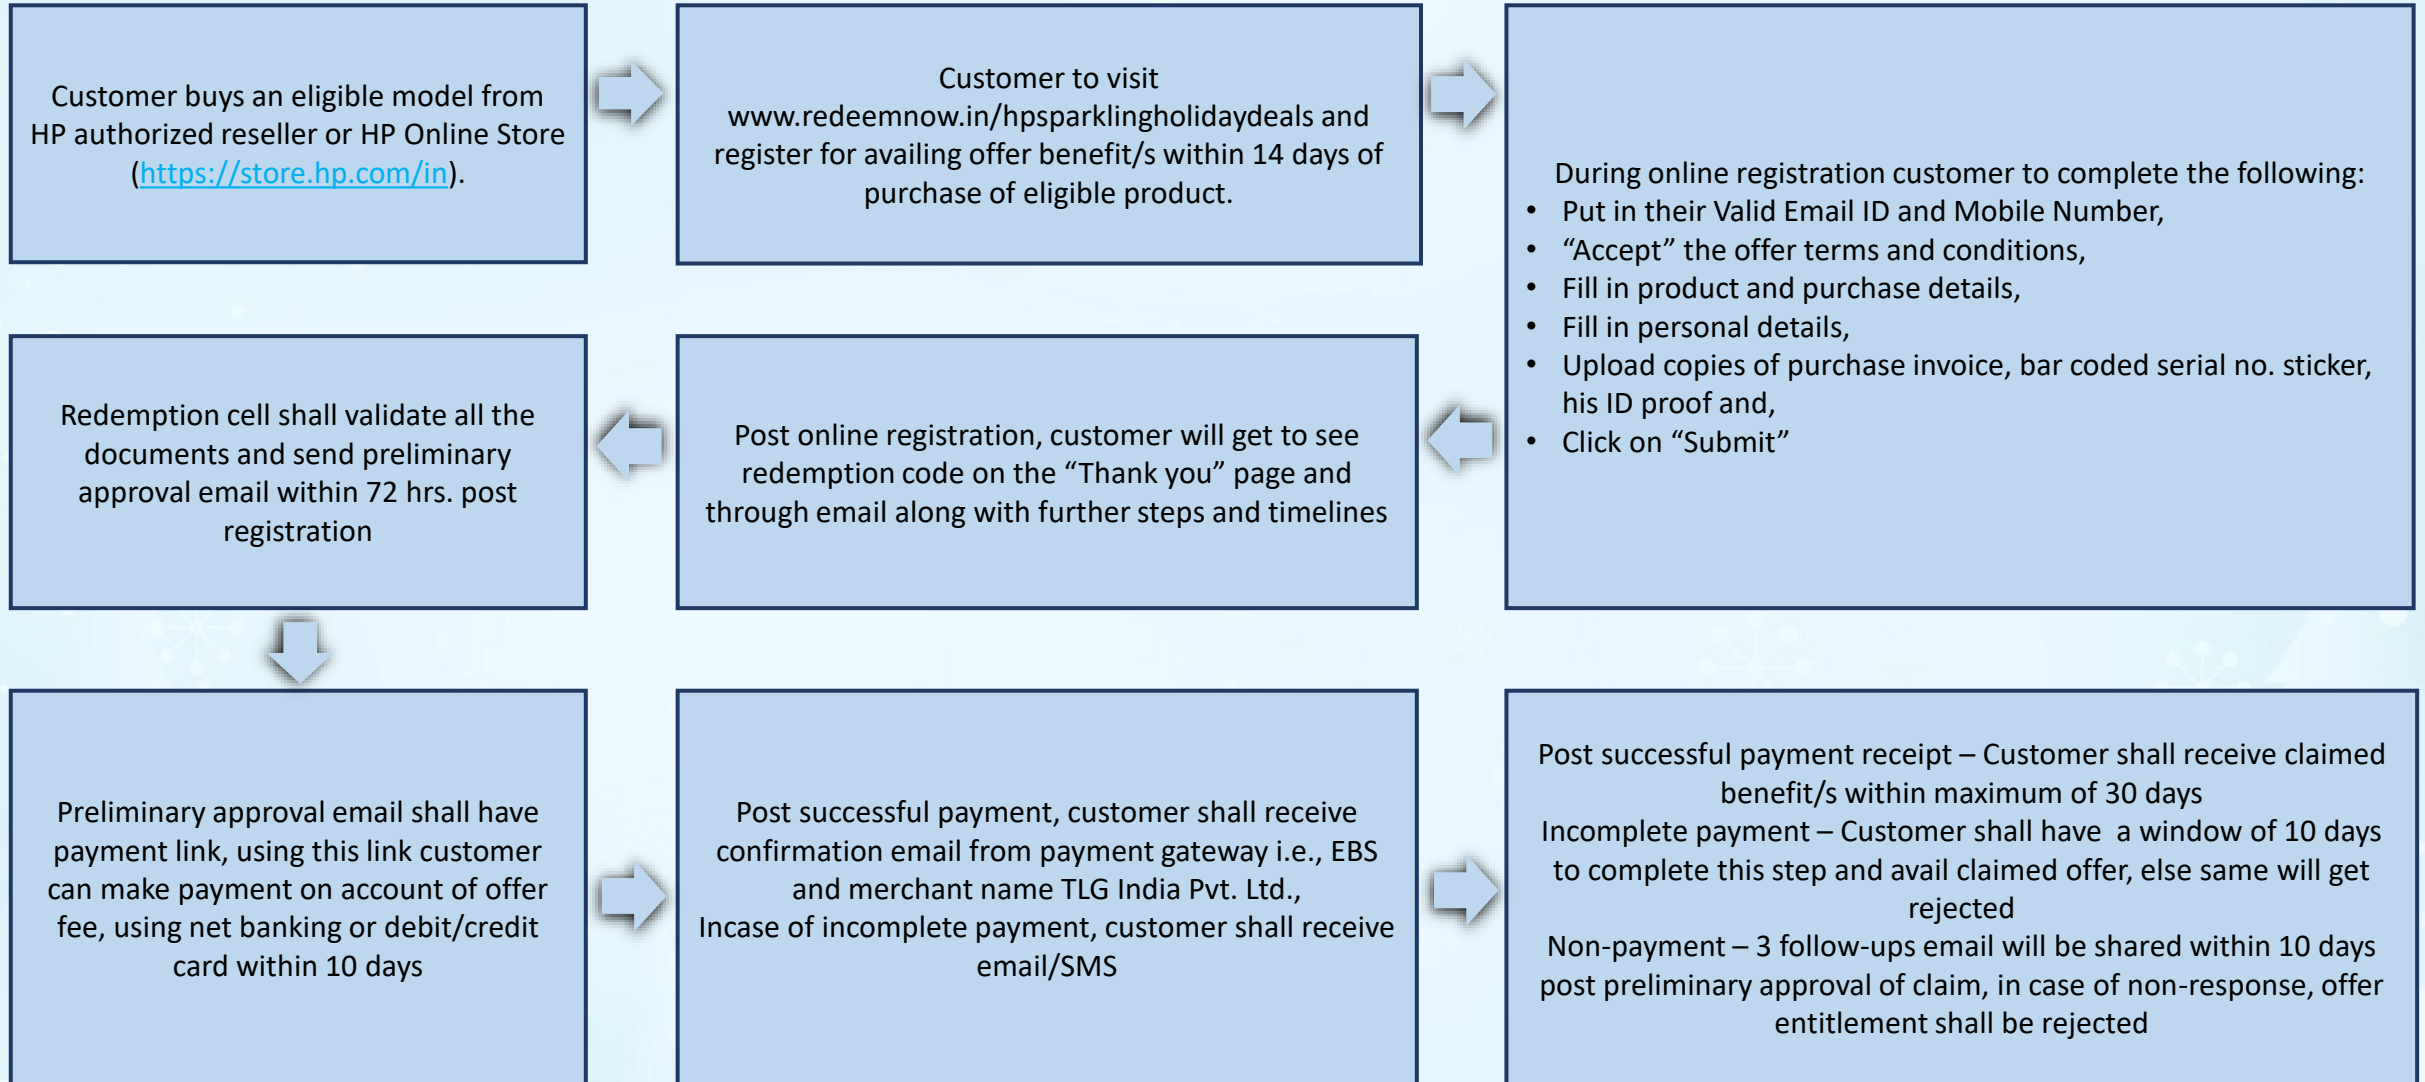 Customer buys an eligible model from
HP authorized reseller or HP Online Store
(https://store.hp.com/in).
Customer to visit
www.redeemnow.in/hpsparklingholidaydeals and
register for availing offer benefit/s within 14 days of
purchase of eligible product.
During online registration customer to complete the following:
• Put in their Valid Email ID and Mobile Number,
• “Accept” the offer terms and conditions,
• Fill in product and purchase details,
• Fill in personal details,
• Upload copies of purchase invoice, bar coded serial no. sticker,
his ID proof and,
• Click on “Submit”
Post online registration, customer will get to see
redemption code on the “Thank you” page and
through email along with further steps and timelines
Redemption cell shall validate all the
documents and send preliminary
approval email within 72 hrs. post
registration
Preliminary approval email shall have
payment link, using this link customer
can make payment on account of offer
fee, using net banking or debit/credit
card within 10 days
Post successful payment, customer shall receive
confirmation email from payment gateway i.e., EBS
and merchant name TLG India Pvt. Ltd.,
Incase of incomplete payment, customer shall receive
email/SMS
Post successful payment receipt – Customer shall receive claimed
benefit/s within maximum of 30 days
Incomplete payment – Customer shall have a window of 10 days
to complete this step and avail claimed offer, else same will get
rejected
Non-payment – 3 follow-ups email will be shared within 10 days
post preliminary approval of claim, in case of non-response, offer
entitlement shall be rejected